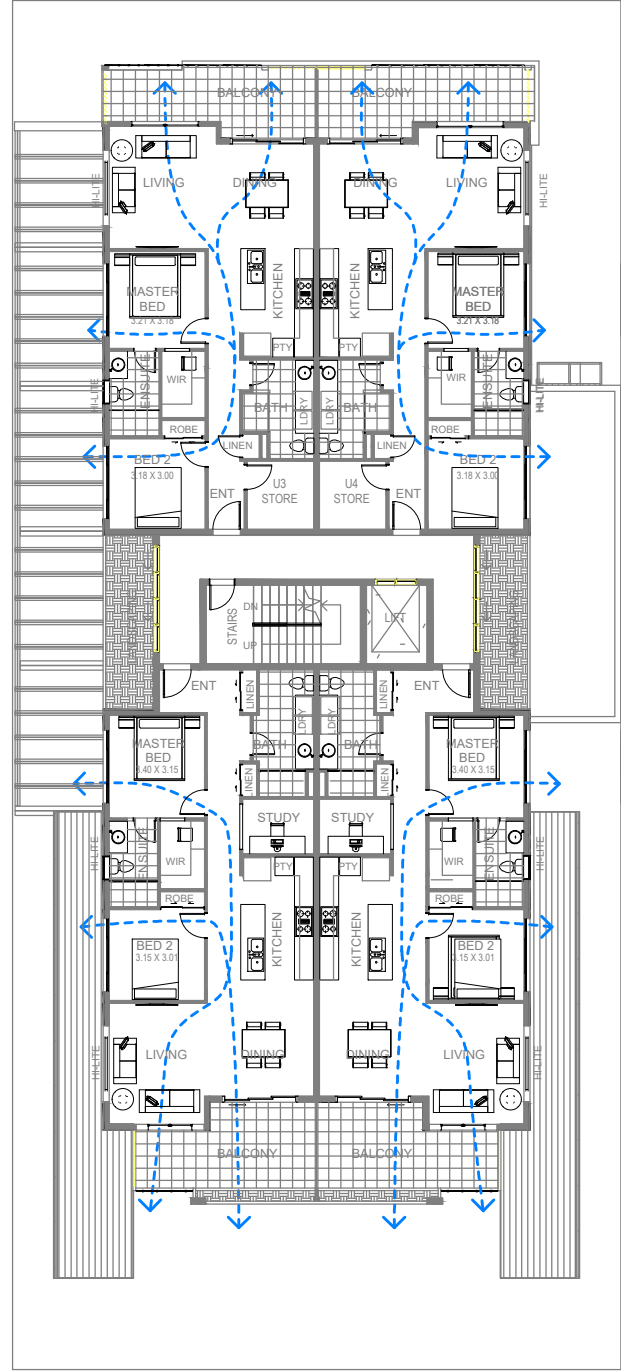 BALCONY
BALCONY
LIVING
DINING
DINING
LIVING
HI-LITE
HI-LITE
KITCHEN
KITCHEN
MASTER
BED
3.21 X 3.18
MASTER
BED
3.21 X 3.18
PTY
PTY
ENSUITE
WIR
WIR
ENSUITE
HI-LITE
HI-LITE
BATH
LDRY
LDRY
BATH
ROBE
ROBE
LINEN
LINEN
BED 2
3.18 X 3.00
BED 2
3.18 X 3.00
ENT
U3
STORE
U4
STORE
ENT
LANDSCAPING
LANDSCAPING
STAIRS
DN
UP
LIFT
ENT
LINEN
LINEN
ENT
LDRY
LDRY
BATH
BATH
MASTER
BED
3.40 X 3.15
MASTER
BED
3.40 X 3.15
LINEN
LINEN
STUDY
STUDY
HI-LITE
HI-LITE
ENSUITE
WIR
WIR
ENSUITE
PTY
PTY
ROBE
ROBE
KITCHEN
KITCHEN
BED 2
3.15 X 3.01
BED 2
3.15 X 3.01
HI-LITE
HI-LITE
LIVING
DINING
DINING
LIVING
BALCONY
BALCONY